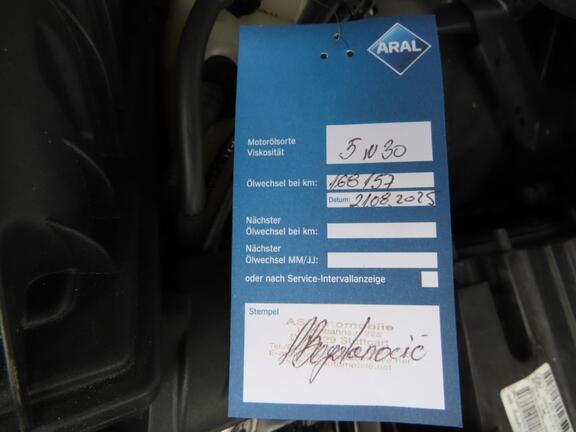 ARAL
Motorölsorte
Viskosität
5W30
Ölwechsel bei km: 168157
Datum: 21.08.2025
Nächster
Ölwechsel bei km:
Nächster
Ölwechsel MM/JJ:
oder nach Service-Intervallanzeige
Stempel
Stuttgart